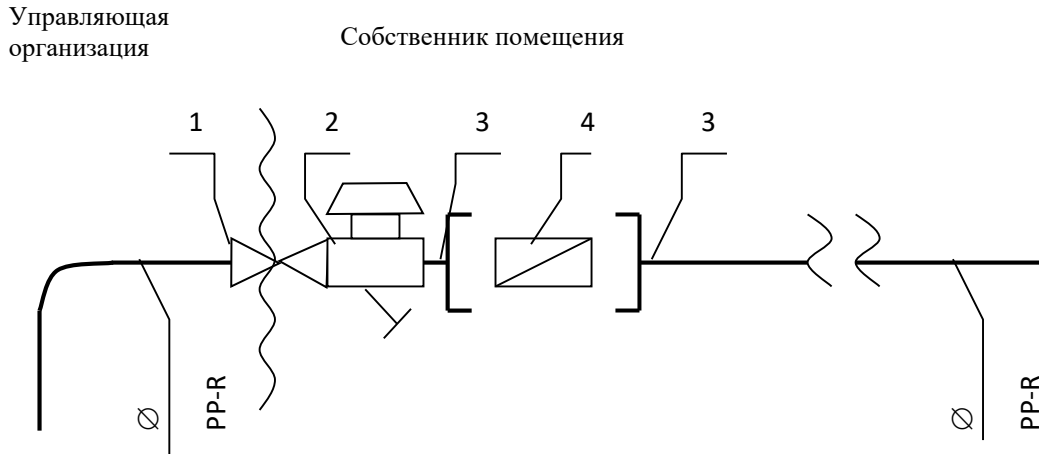 Управляющая
организация
Собственник помещения
1 2 3 4 3
∅ PP-R ∅ PP-R